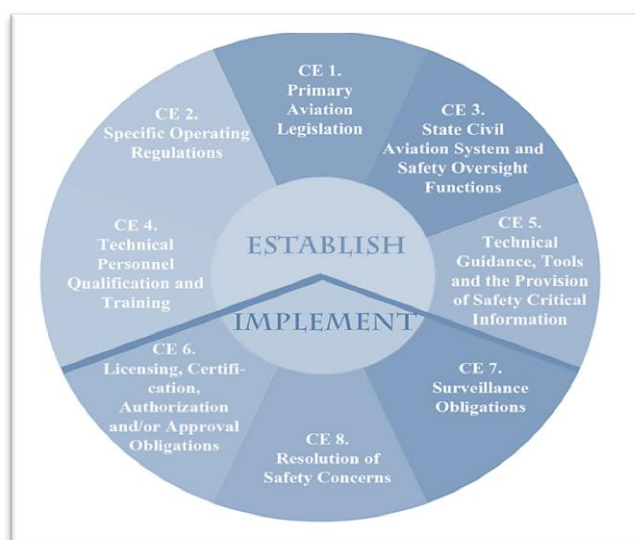 CE 1.
Primary
Aviation
Legislation
CE 2.
Specific Operating
Regulations
CE 3.
State Civil
Aviation System and
Safety Oversight
Functions
CE 4.
Technical
Personnel
Qualification and
Training
ESTABLISH
CE 5.
Technical
Guidance, Tools
and the Provision
of Safety Critical
Information
IMPLEMENT
CE 6.
Licensing, Certifi-
cation,
Authorization
and/or Approval
Obligations
CE 7.
Surveillance
Obligations
CE 8.
Resolution of
Safety Concerns